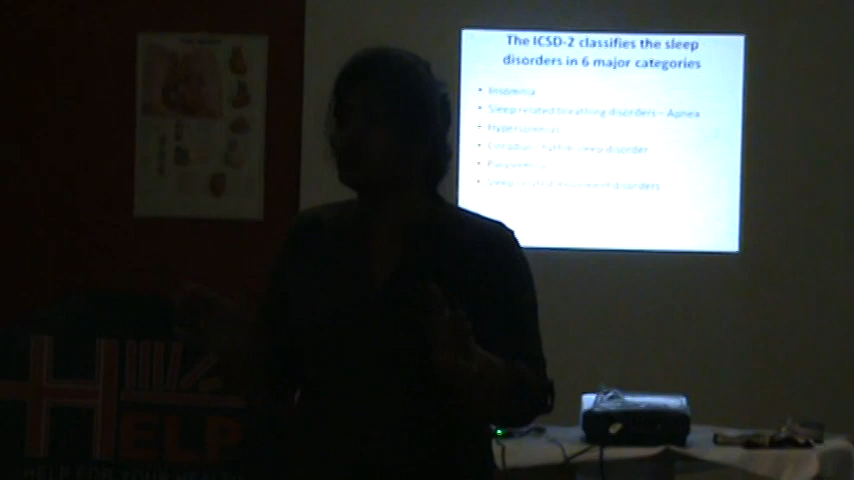 The ICSD-2 classifies the sleep
disorders in 6 major categories
• Insomnia
• Sleep related breathing disorders – Apnea
• Hypersomnias
• Circadian rhythm sleep disorder
• Parasomnia
• Sleep related movement disorders
HELP